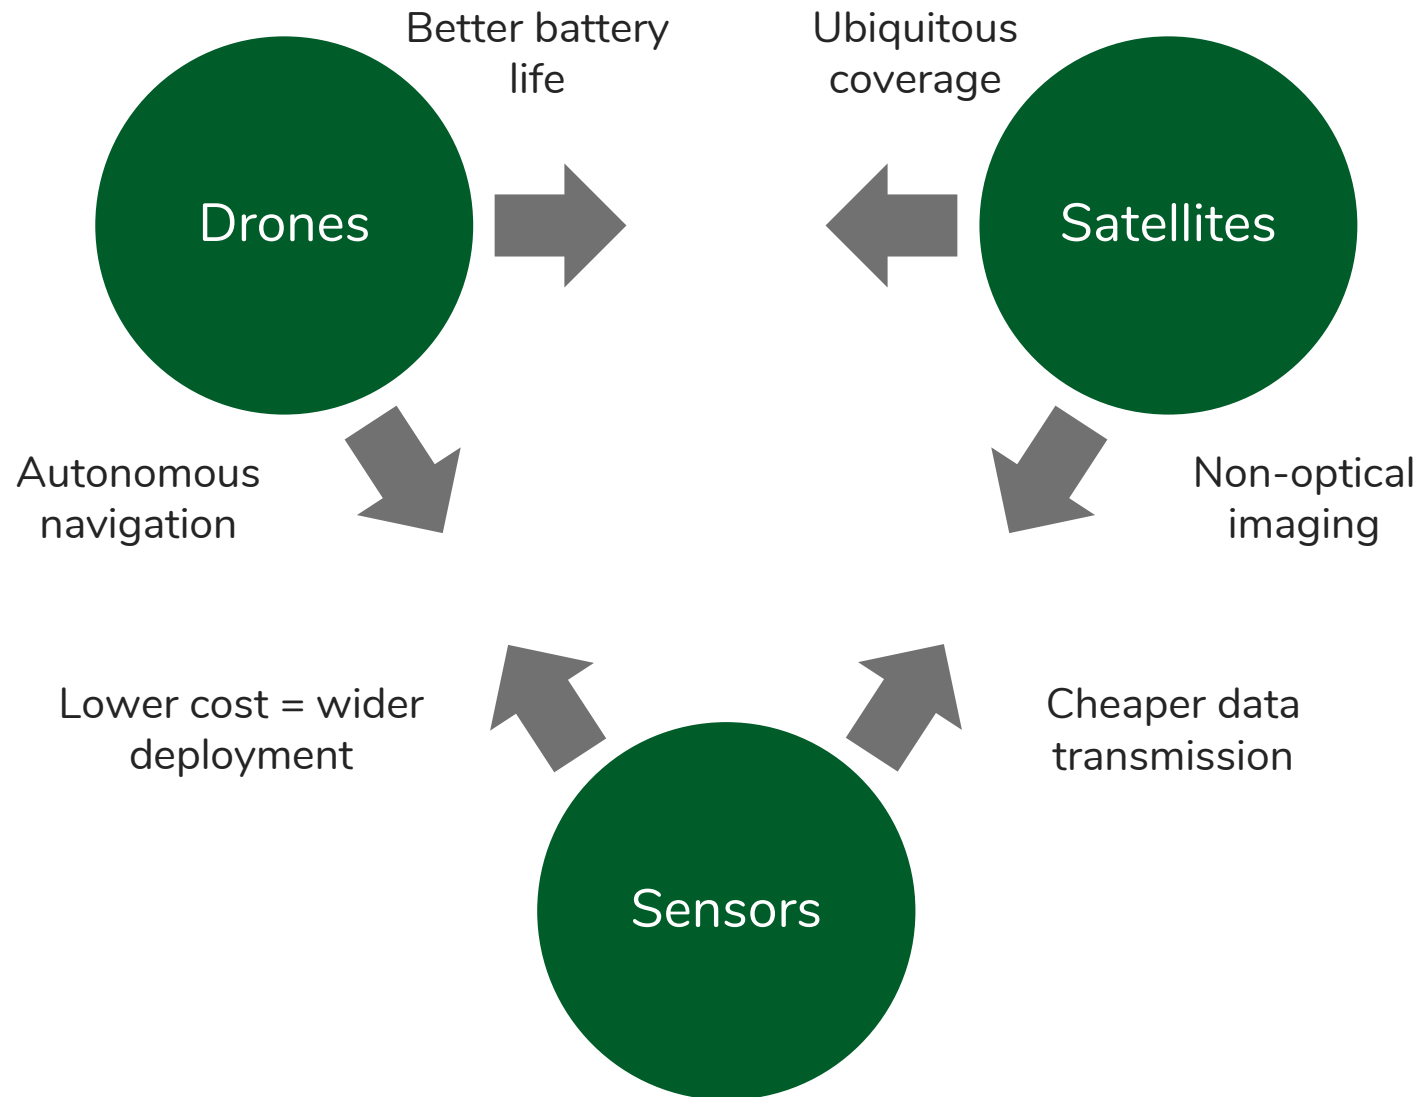 Better battery
life
Ubiquitous
coverage
Drones
Satellites
Autonomous
navigation
Non-optical
imaging
Lower cost = wider
deployment
Cheaper data
transmission
Sensors